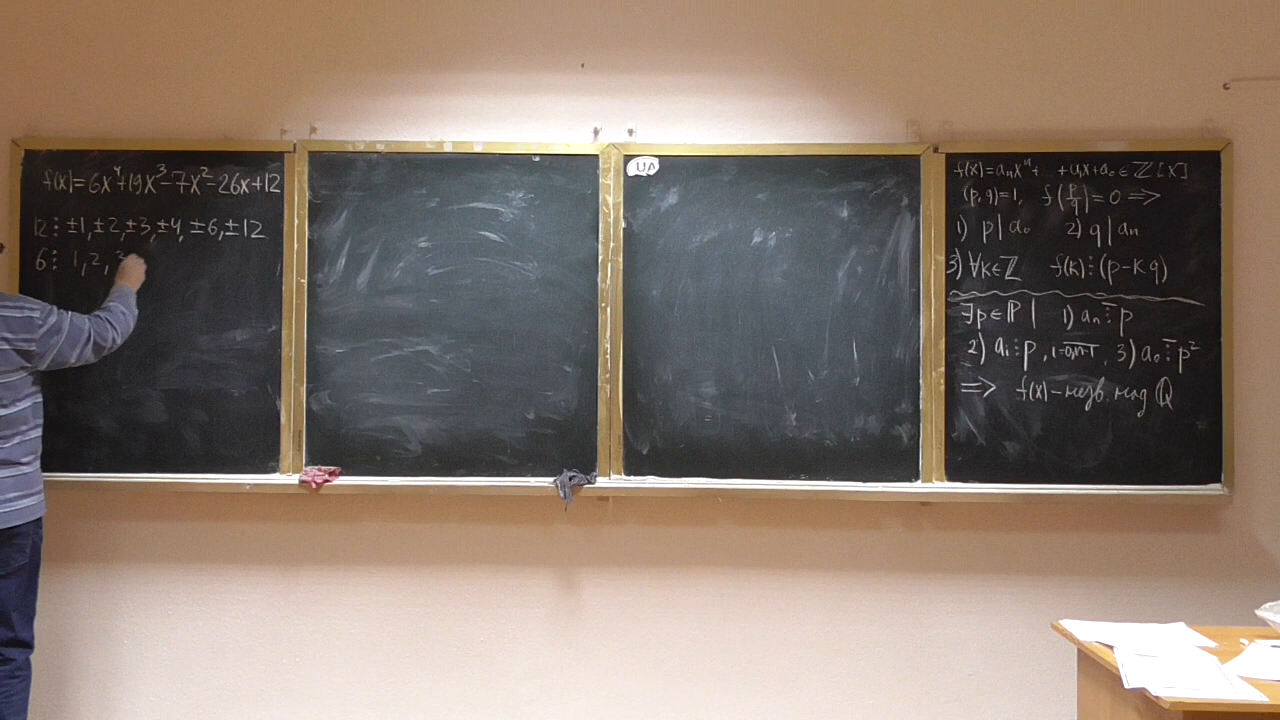 f(x)=6x⁴+19x³-7x²-26x+12
12 ⋮ ±1, ±2, ±3, ±4, ±6, ±12
6 ⋮ 1, 2,
UA
f(x)=aₙxⁿ+ +a₁x+a₀∈ℤ[x]
(p,q)=1, f(p/q)=0 ⇒
1) p|a₀ 2) q|aₙ
3) ∀k∈ℤ f(k)⋮(p-kq)
∃p∈ℙ | 1) aₙ ⋮̅ p
2) aᵢ⋮p, i=0,n-1, 3) a₀ ⋮̅ p²
⇒ f(x)-незв. над ℚ